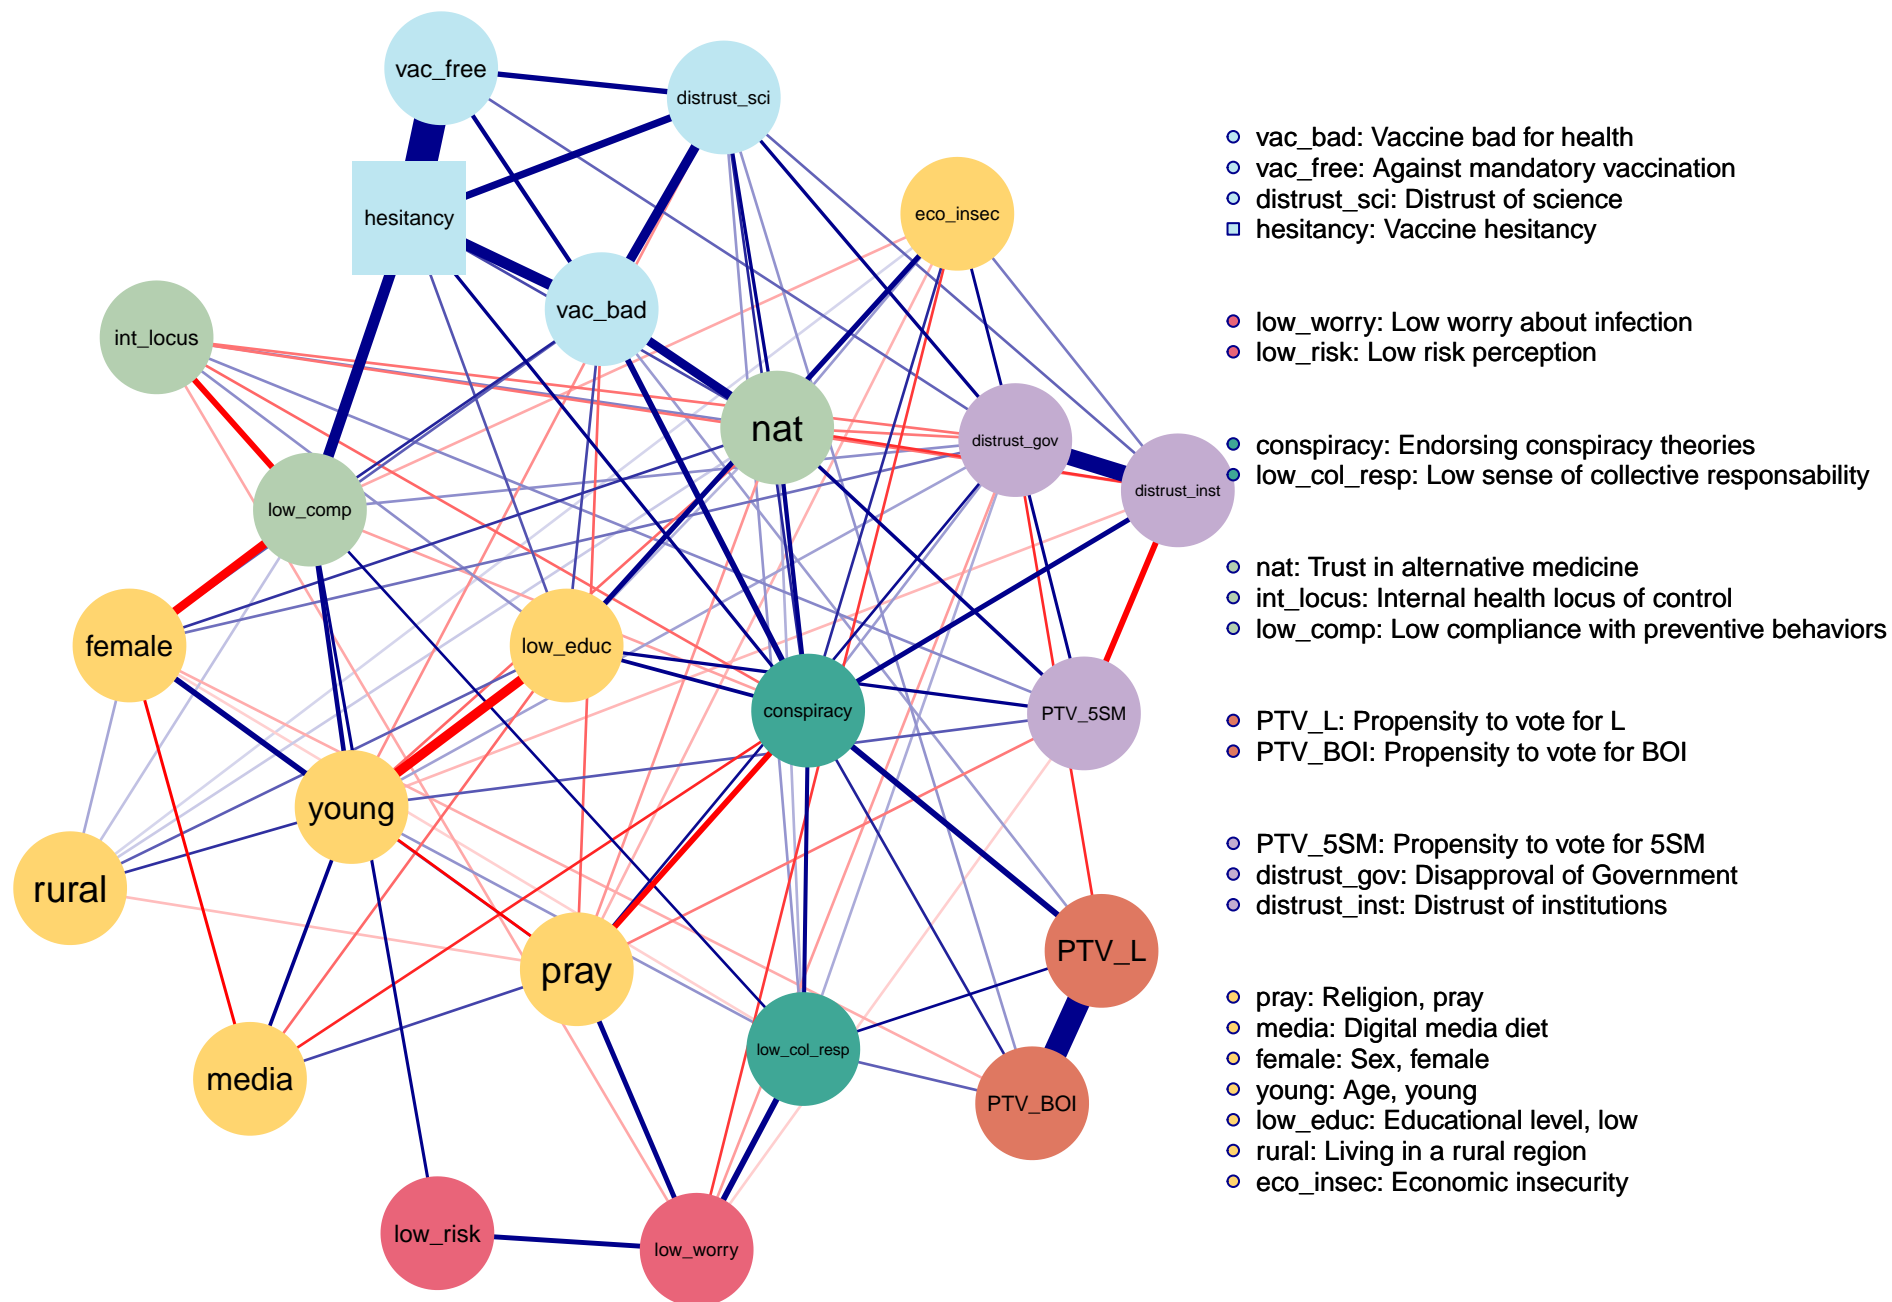 vac_free
distrust_sci
hesitancy
eco_insec
vac_bad
int_locus
nat
distrust_gov
distrust_inst
low_comp
female
low_educ
conspiracy
PTV_5SM
young
rural
pray
PTV_L
media
low_col_resp
PTV_BOI
low_risk
low_worry
vac_bad: Vaccine bad for health
vac_free: Against mandatory vaccination
distrust_sci: Distrust of science
hesitancy: Vaccine hesitancy
low_worry: Low worry about infection
low_risk: Low risk perception
conspiracy: Endorsing conspiracy theories
low_col_resp: Low sense of collective responsability
nat: Trust in alternative medicine
int_locus: Internal health locus of control
low_comp: Low compliance with preventive behaviors
PTV_L: Propensity to vote for L
PTV_BOI: Propensity to vote for BOI
PTV_5SM: Propensity to vote for 5SM
distrust_gov: Disapproval of Government
distrust_inst: Distrust of institutions
pray: Religion, pray
media: Digital media diet
female: Sex, female
young: Age, young
low_educ: Educational level, low
rural: Living in a rural region
eco_insec: Economic insecurity